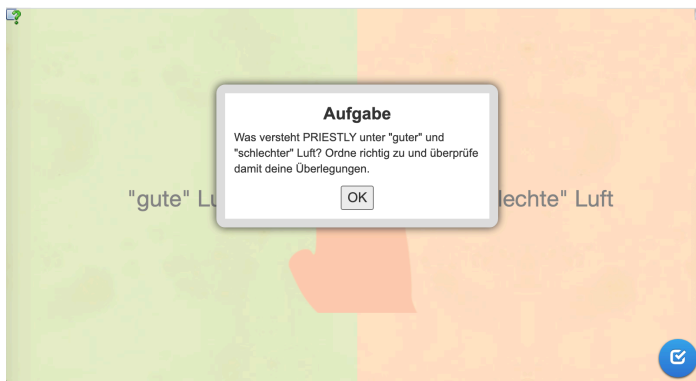 Aufgabe
Was versteht PRIESTLY unter "guter" und
"schlechter" Luft? Ordne richtig zu und überprüfe
damit deine Überlegungen.
OK
"gute" Lu
lechte" Luft